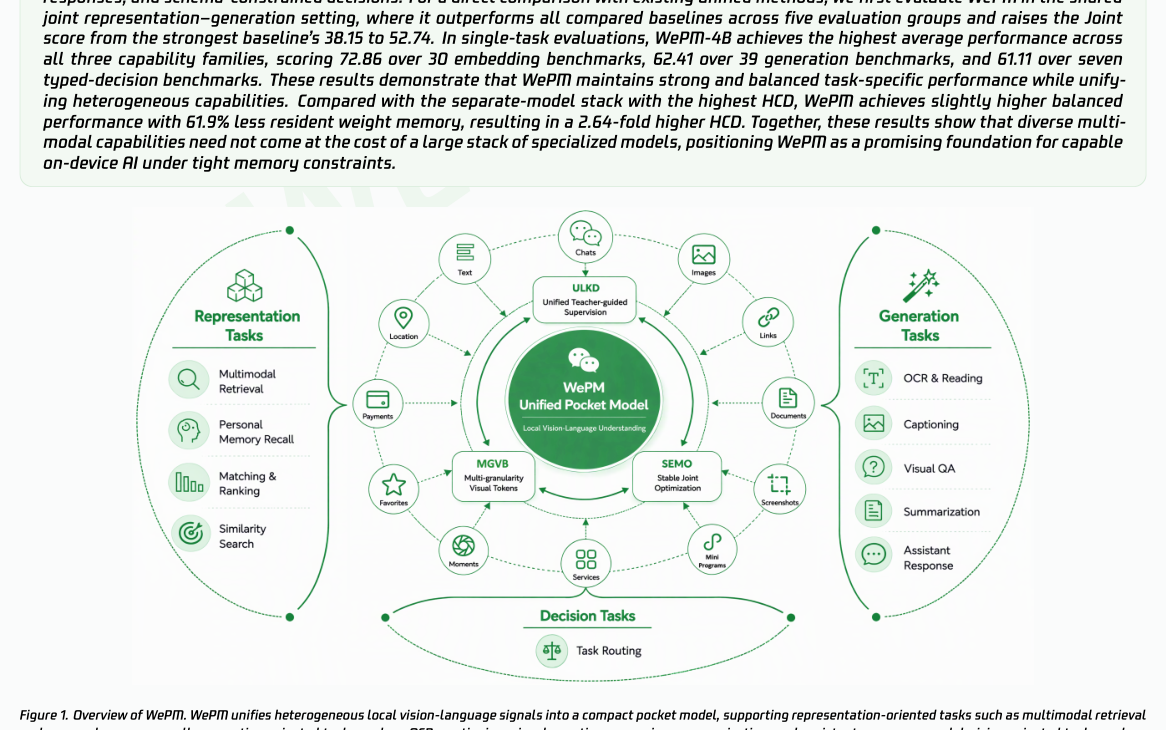 responses, and schema-constrained decisions. For a direct comparison with existing unified methods, we first evaluate WePM in the shared
joint representation–generation setting, where it outperforms all compared baselines across five evaluation groups and raises the Joint
score from the strongest baseline's 38.15 to 52.74. In single-task evaluations, WePM-4B achieves the highest average performance across
all three capability families, scoring 72.86 over 30 embedding benchmarks, 62.41 over 39 generation benchmarks, and 61.11 over seven
typed-decision benchmarks. These results demonstrate that WePM maintains strong and balanced task-specific performance while unify-
ing heterogeneous capabilities. Compared with the separate-model stack with the highest HCD, WePM achieves slightly higher balanced
performance with 61.9% less resident weight memory, resulting in a 2.64-fold higher HCD. Together, these results show that diverse multi-
modal capabilities need not come at the cost of a large stack of specialized models, positioning WePM as a promising foundation for capable
on-device AI under tight memory constraints.
Representation
Tasks
Multimodal
Retrieval
Personal
Memory Recall
Matching &
Ranking
Similarity
Search
Chats
Text
Images
Location
Links
Payments
Documents
Favorites
Screenshots
Moments
Mini
Programs
Services
ULKD
Unified Teacher-guided
Supervision
WePM
Unified Pocket Model
Local Vision-Language Understanding
MGVB
Multi-granularity
Visual Tokens
SEMO
Stable Joint
Optimization
Generation
Tasks
T
OCR & Reading
Captioning
?
Visual QA
Summarization
Assistant
Response
Decision Tasks
Task Routing
Figure 1. Overview of WePM. WePM unifies heterogeneous local vision-language signals into a compact pocket model, supporting representation-oriented tasks such as multimodal retrieval